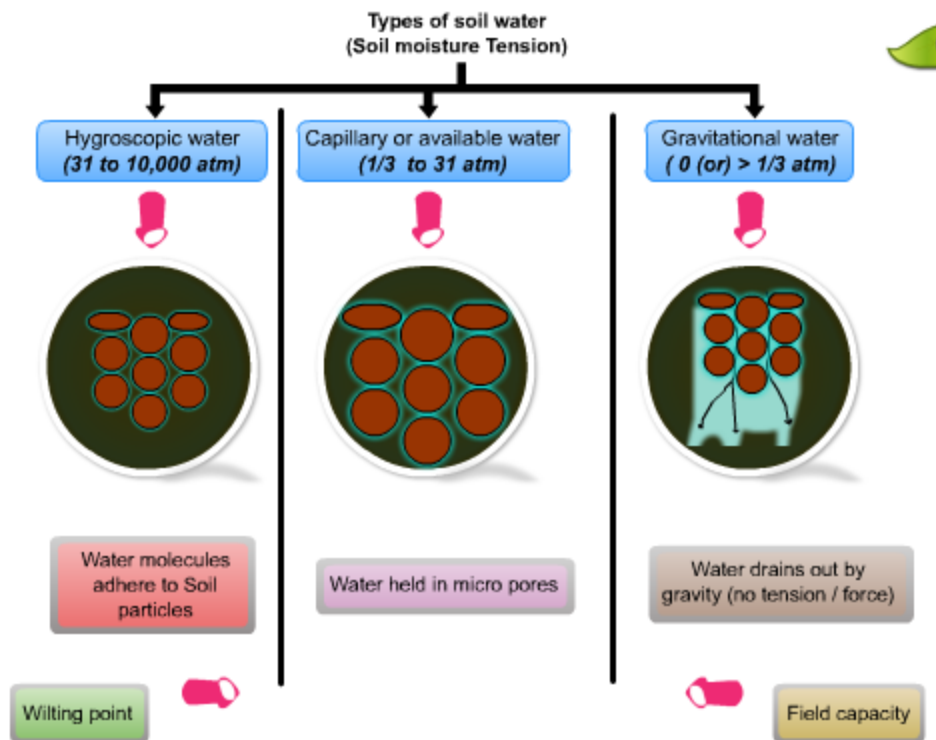 Types of soil water
(Soil moisture Tension)
Hygroscopic water
(31 to 10,000 atm)
Capillary or available water
(1/3 to 31 atm)
Gravitational water
( 0 (or) > 1/3 atm)
Water molecules
adhere to Soil
particles
Water held in micro pores
Water drains out by
gravity (no tension / force)
Wilting point
Field capacity